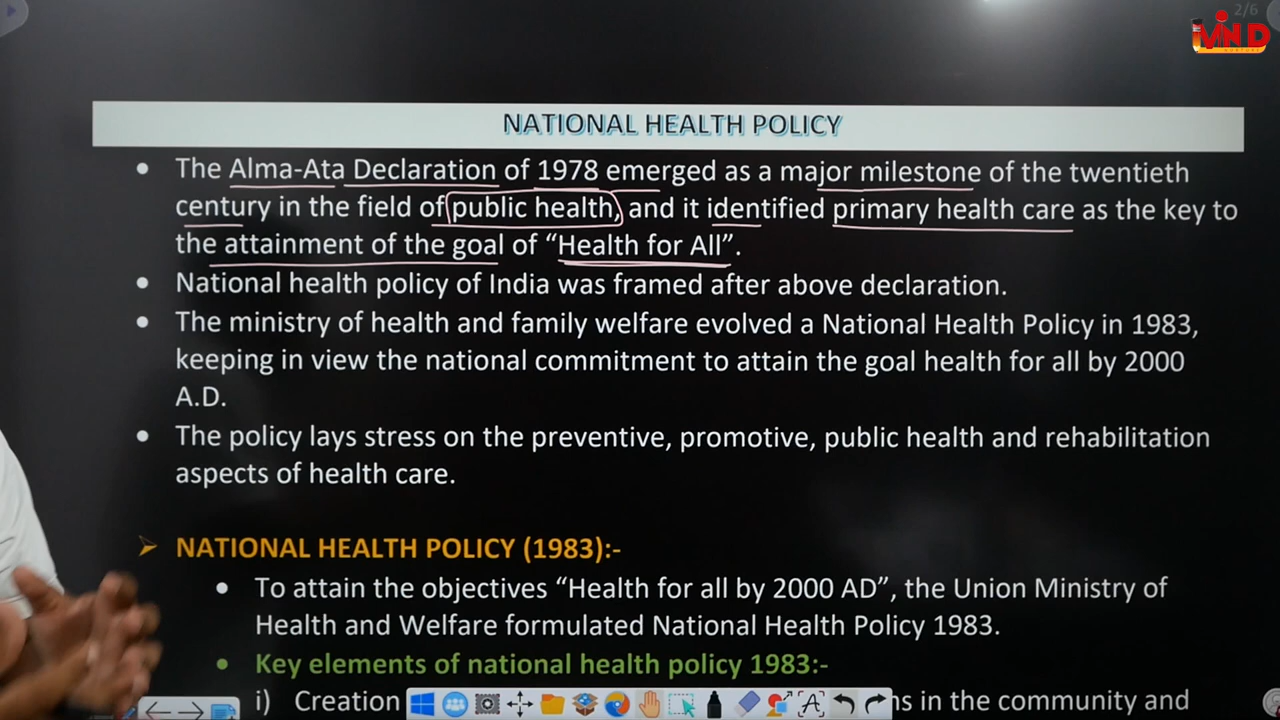 2/6
MIND
NATIONAL HEALTH POLICY
• The Alma-Ata Declaration of 1978 emerged as a major milestone of the twentieth
century in the field of public health, and it identified primary health care as the key to
the attainment of the goal of “Health for All”.
• National health policy of India was framed after above declaration.
• The ministry of health and family welfare evolved a National Health Policy in 1983,
keeping in view the national commitment to attain the goal health for all by 2000
A.D.
• The policy lays stress on the preventive, promotive, public health and rehabilitation
aspects of health care.
➢ NATIONAL HEALTH POLICY (1983):-
• To attain the objectives “Health for all by 2000 AD”, the Union Ministry of
Health and Welfare formulated National Health Policy 1983.
• Key elements of national health policy 1983:-
i) Creation ns in the community and